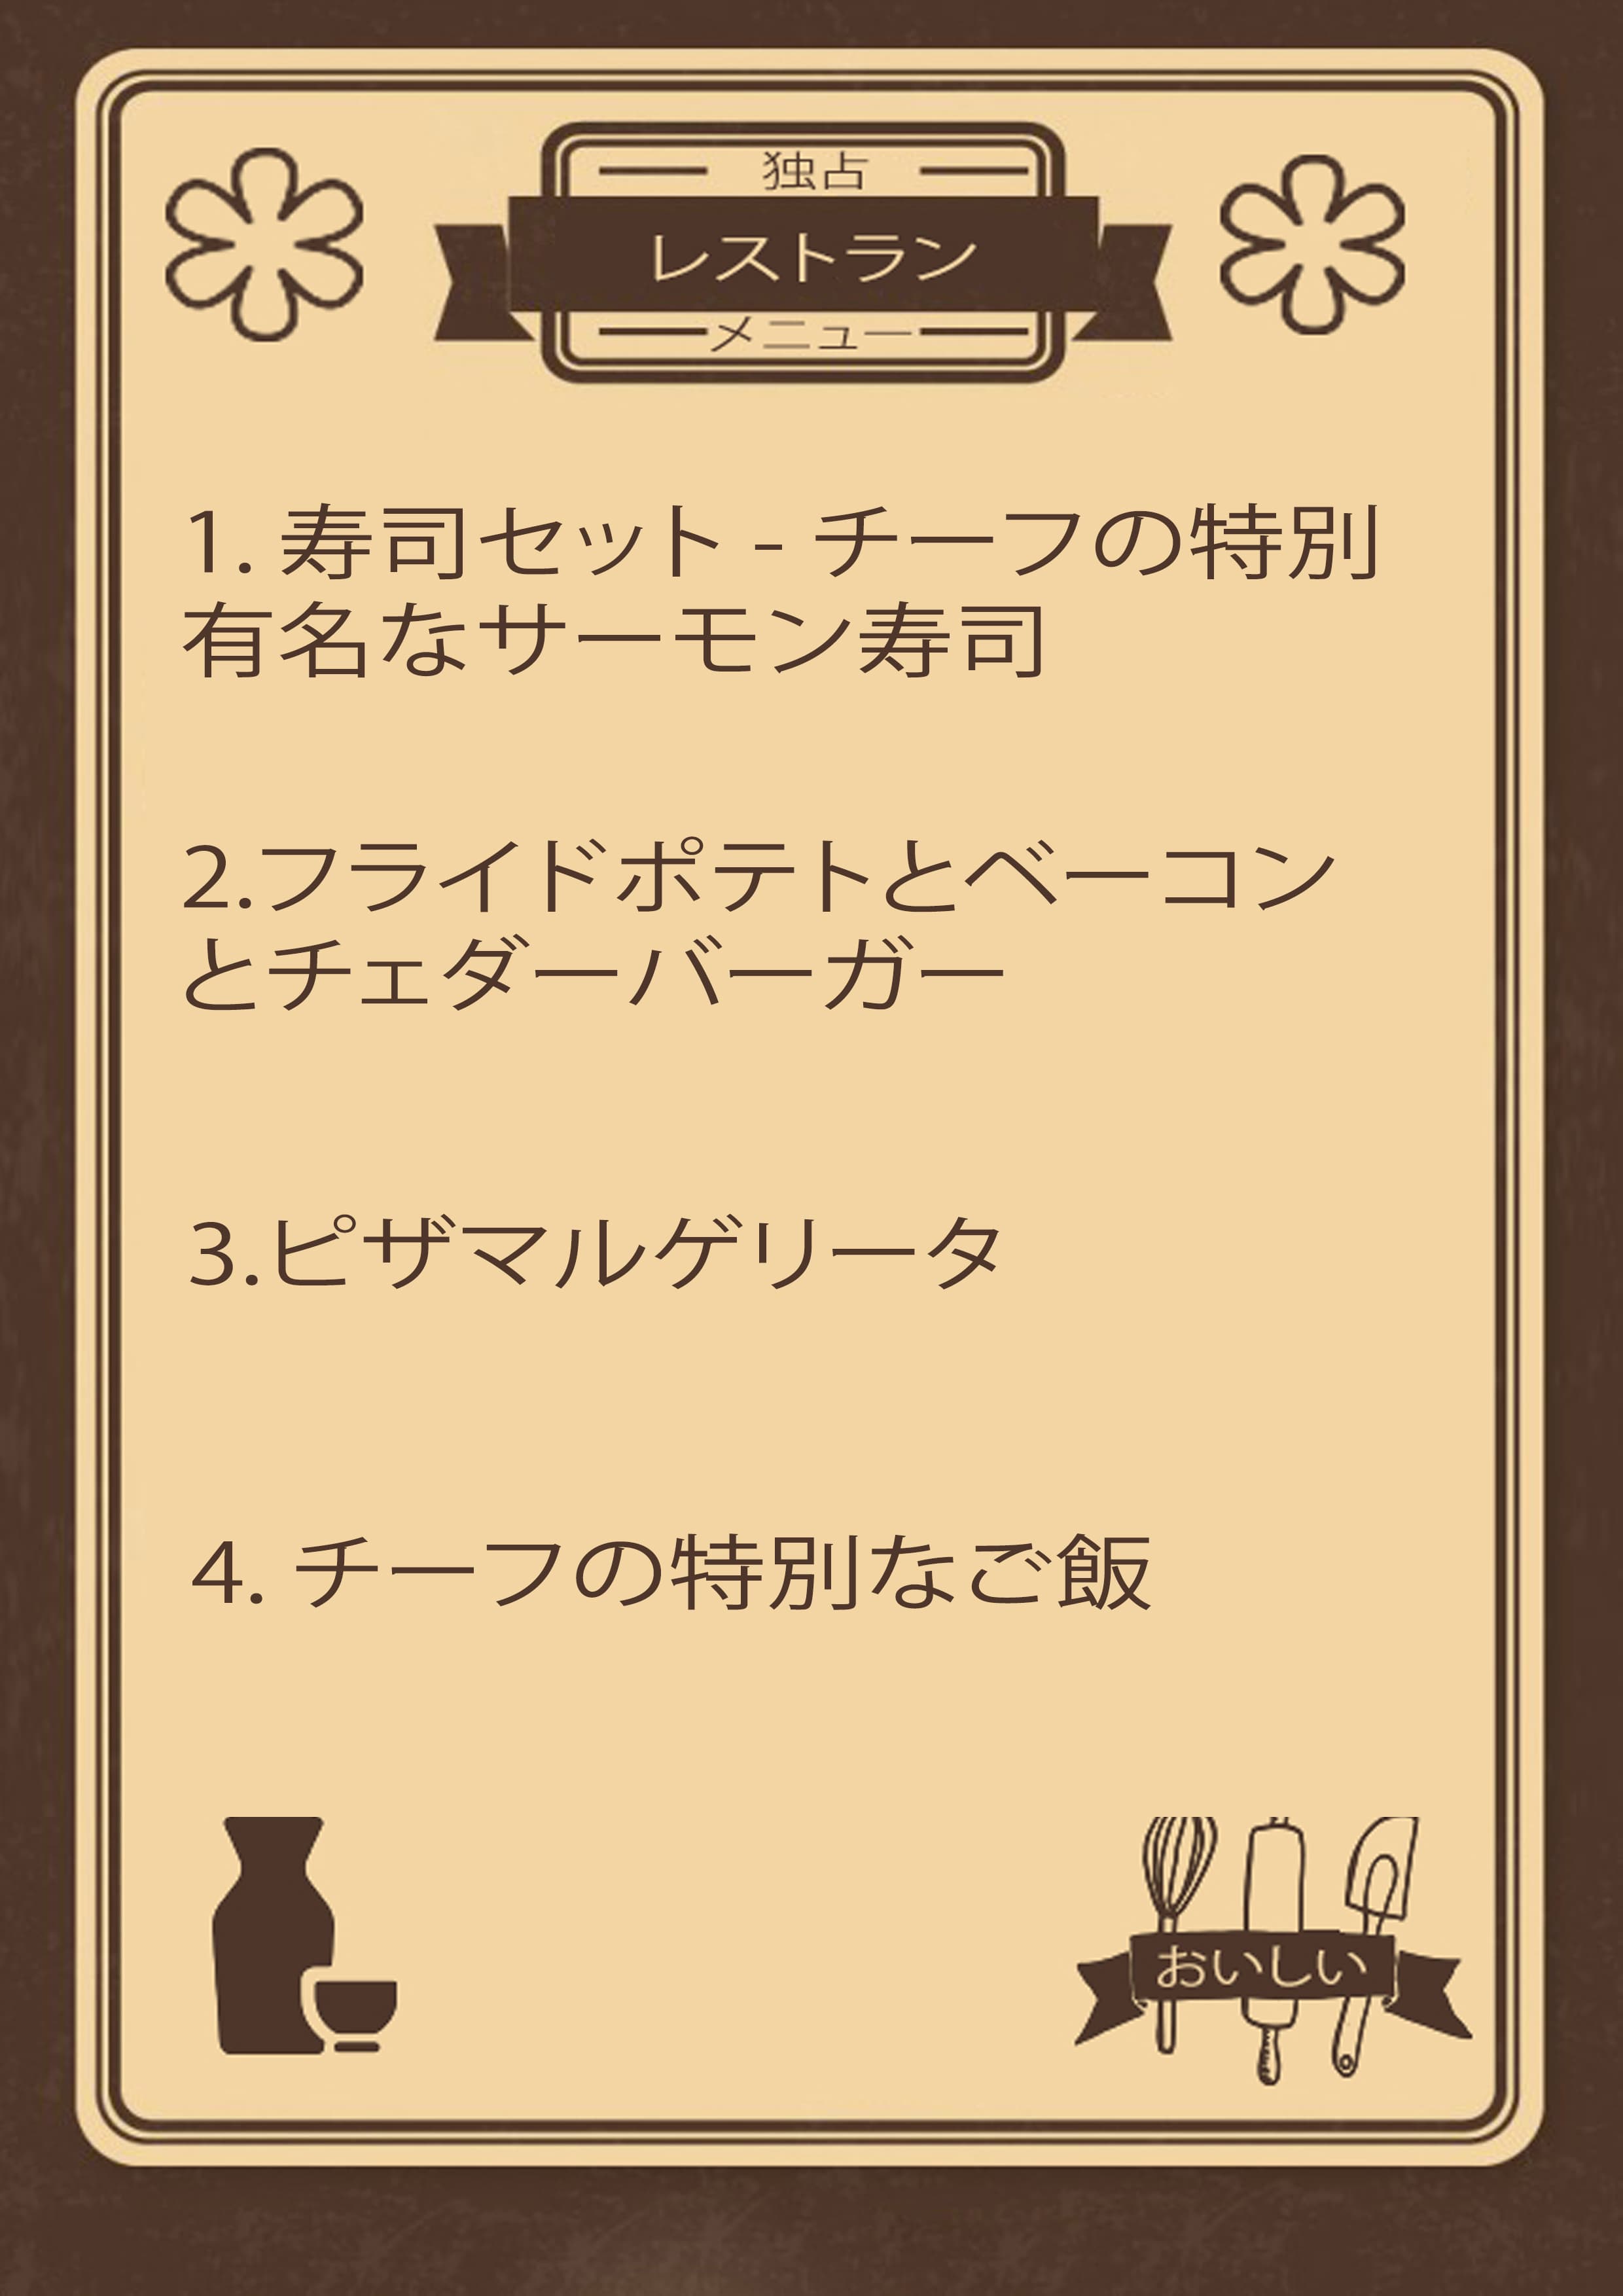 独占
レストラン
メニュー
1. 寿司セット - チーフの特別
有名なサーモン寿司
2.フライドポテトとベーコン
とチェダーバーガー
3.ピザマルゲリータ
4. チーフの特別なご飯
おいしい